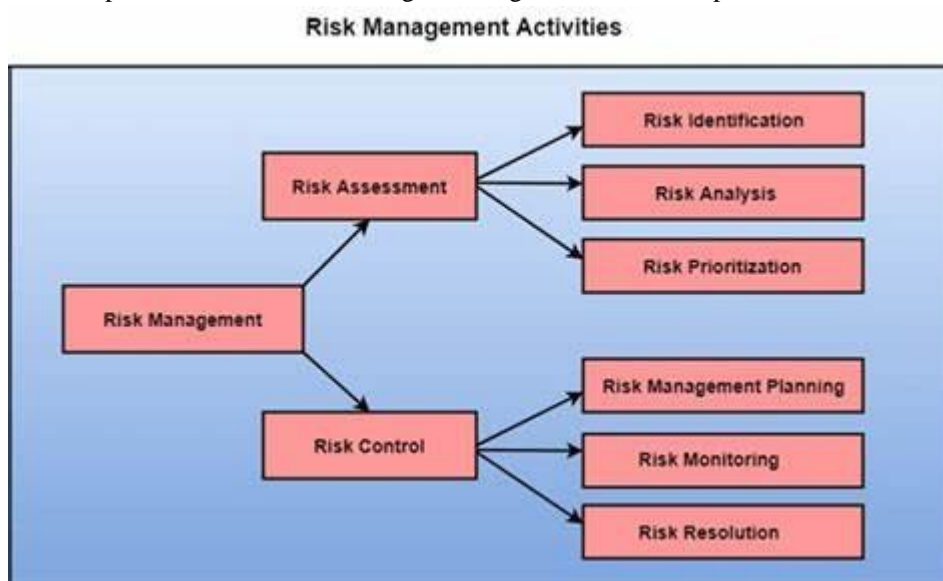 Risk Management Activities
Risk Identification
Risk Assessment
Risk Analysis
Risk Prioritization
Risk Management
Risk Management Planning
Risk Control
Risk Monitoring
Risk Resolution